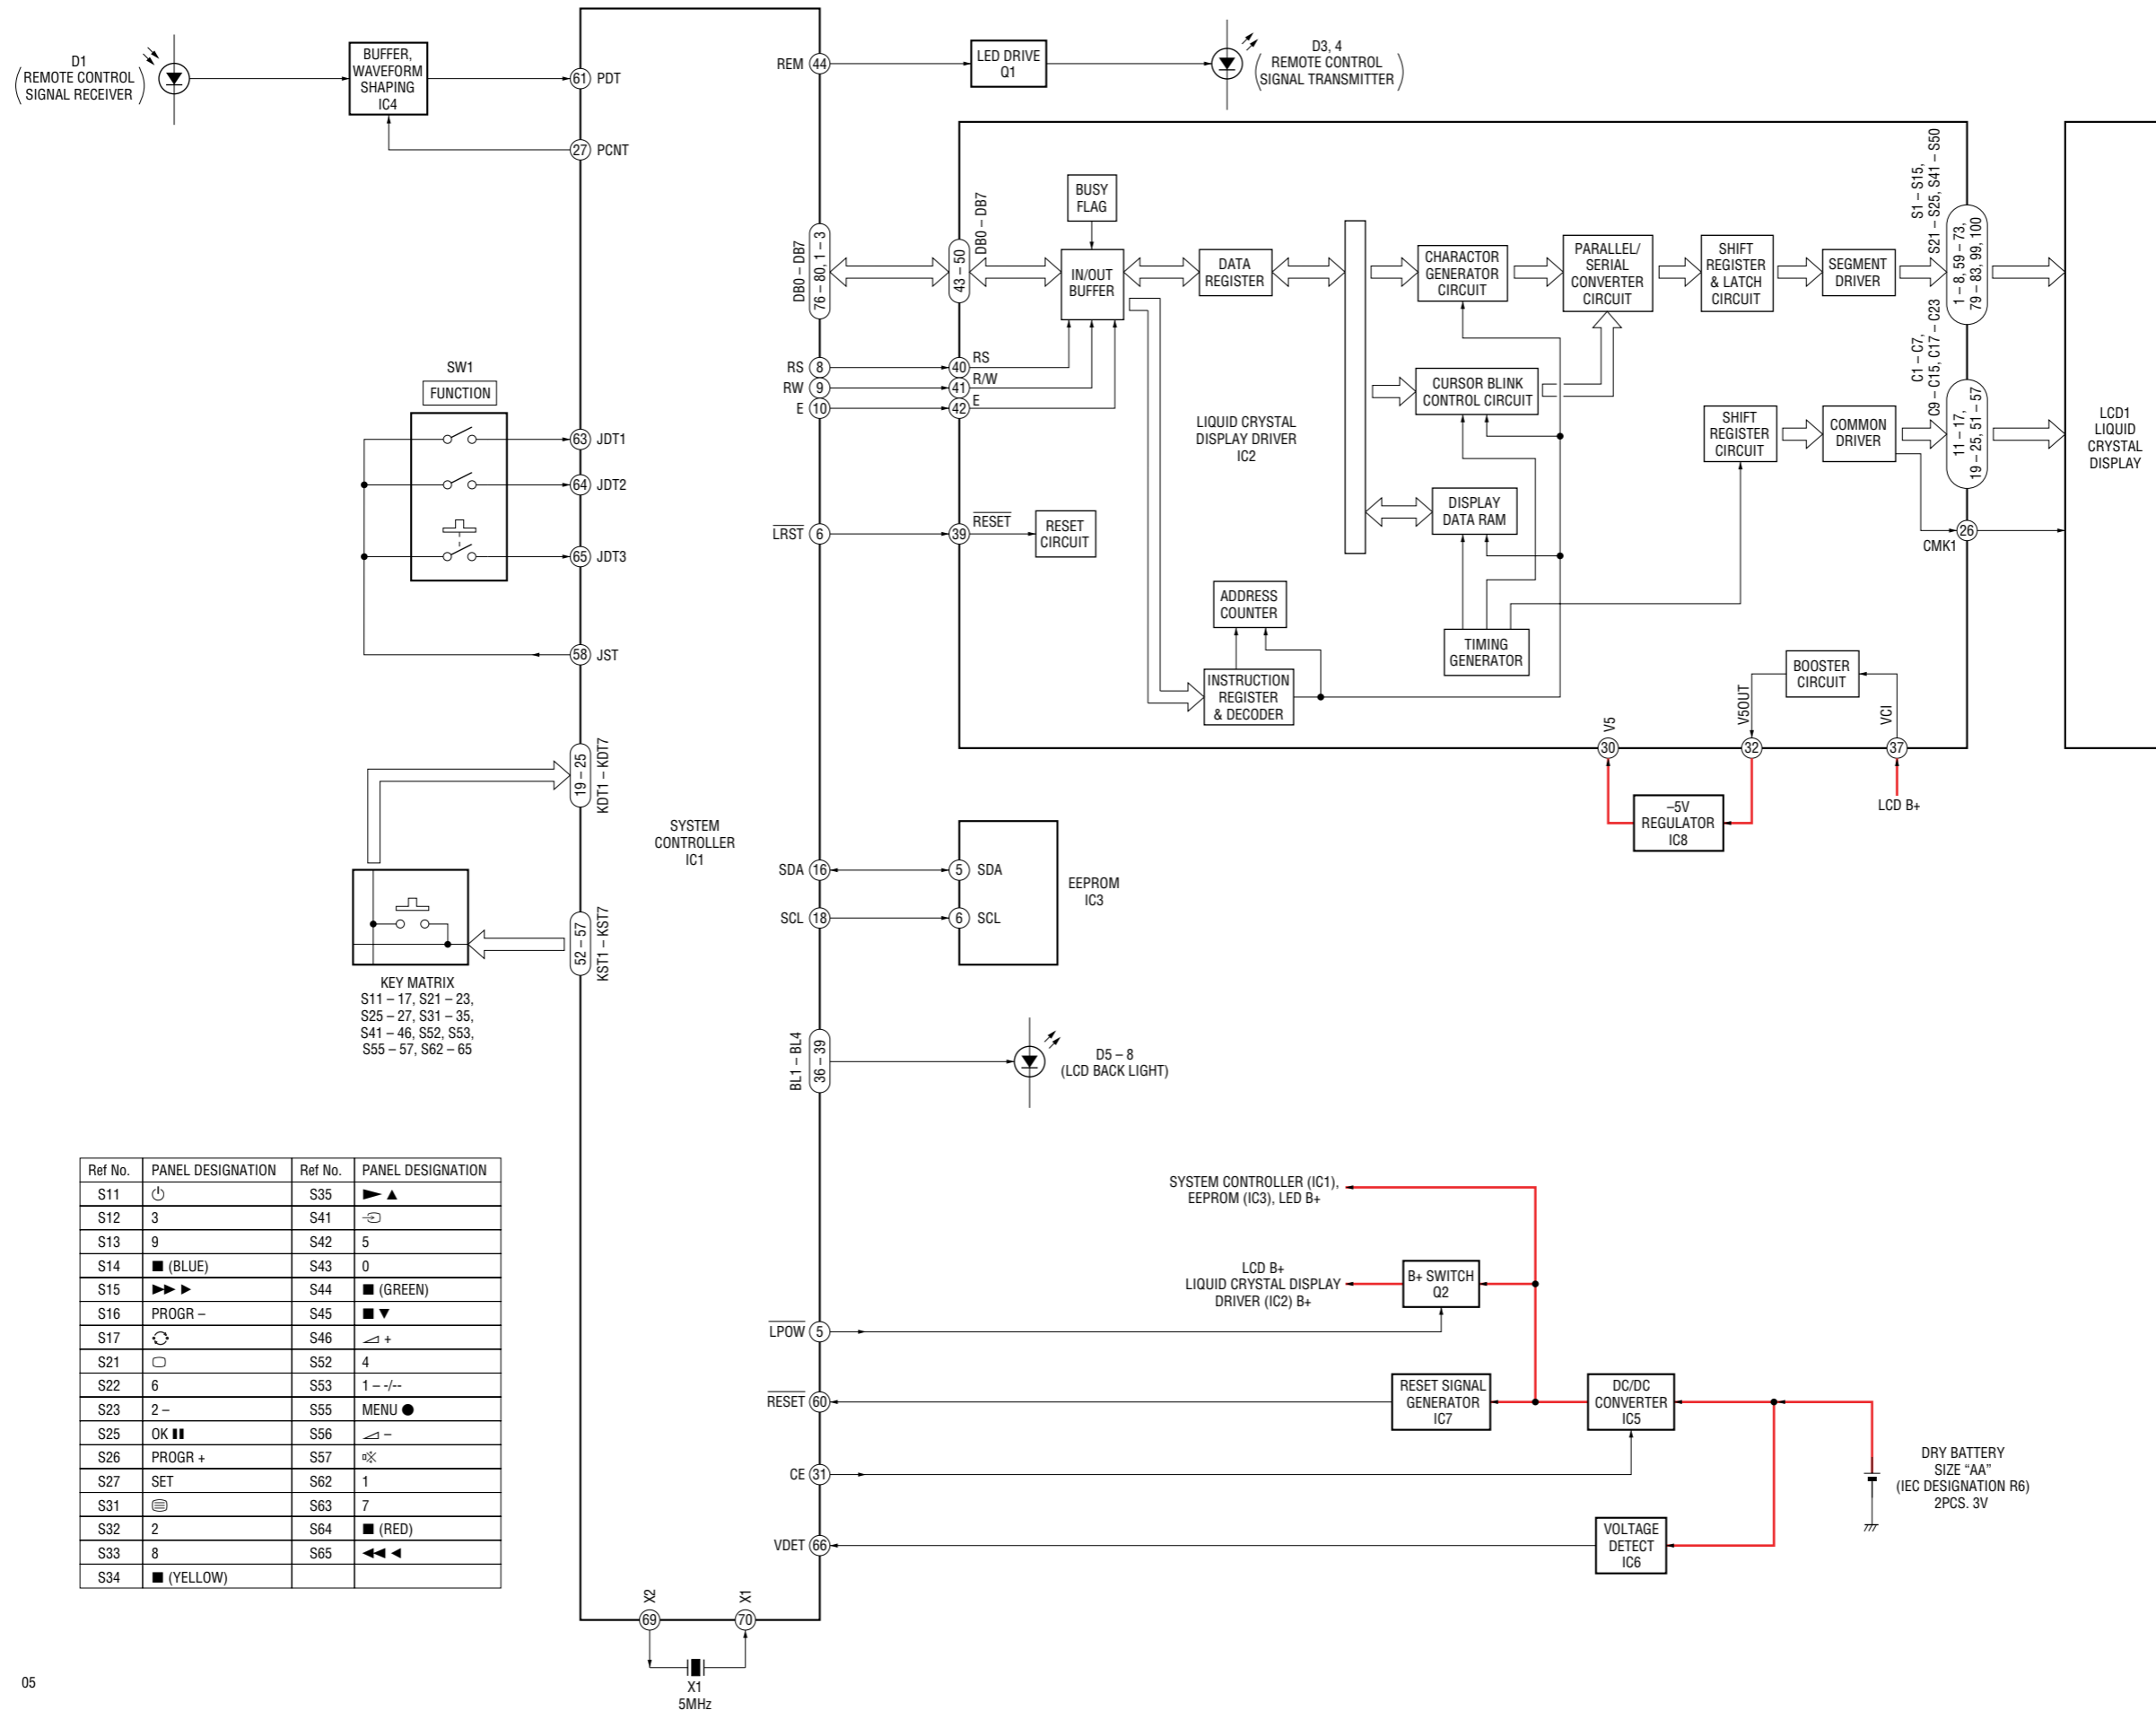 D1
REMOTE CONTROL
SIGNAL RECEIVER
BUFFER,
WAVEFORM
SHAPING
IC4
61 PDT
27 PCNT
REM 44
LED DRIVE
Q1
D3, 4
REMOTE CONTROL
SIGNAL TRANSMITTER
DB0 – DB7
76 – 80, 1 – 3
43 – 50
DB0 – DB7
BUSY
FLAG
IN/OUT
BUFFER
DATA
REGISTER
CHARACTOR
GENERATOR
CIRCUIT
PARALLEL/
SERIAL
CONVERTER
CIRCUIT
SHIFT
REGISTER
& LATCH
CIRCUIT
SEGMENT
DRIVER
S1 – S15,
S21 – S25, S41 – S50
1 – 8, 59 – 73,
79 – 83, 99, 100
RS 8
RW 9
E 10
40 RS
41 R/W
42 E
LIQUID CRYSTAL
DISPLAY DRIVER
IC2
CURSOR BLINK
CONTROL CIRCUIT
SHIFT
REGISTER
CIRCUIT
COMMON
DRIVER
C1 – C7,
C9 – C15, C17 – C23
11 – 17,
19 – 25, 51 – 57
LCD1
LIQUID
CRYSTAL
DISPLAY
SW1
FUNCTION
63 JDT1
64 JDT2
65 JDT3
58 JST
LRST 6
39 RESET
RESET
CIRCUIT
DISPLAY
DATA RAM
26
CMK1
ADDRESS
COUNTER
TIMING
GENERATOR
INSTRUCTION
REGISTER
& DECODER
BOOSTER
CIRCUIT
V5
V5OUT
VCI
30
32
37
–5V
REGULATOR
IC8
LCD B+
19 – 25
KDT1 – KDT7
SYSTEM
CONTROLLER
IC1
SDA 16
SCL 18
5 SDA
6 SCL
EEPROM
IC3
52 – 57
KST1 – KST7
KEY MATRIX
S11 – 17, S21 – 23,
S25 – 27, S31 – 35,
S41 – 46, S52, S53,
S55 – 57, S62 – 65
BL1 – BL4
36 – 39
D5 – 8
(LCD BACK LIGHT)
Ref No. PANEL DESIGNATION Ref No. PANEL DESIGNATION
S11 ⏻ S35 ► ▲
S12 3 S41
S13 9 S42 5
S14 ■ (BLUE) S43 0
S15 ►► ► S44 ■ (GREEN)
S16 PROGR – S45 ■ ▼
S17 S46 +
S21 S52 4
S22 6 S53 1 – -/--
S23 2 – S55 MENU ●
S25 OK ▮▮ S56 –
S26 PROGR + S57
S27 SET S62 1
S31 S63 7
S32 2 S64 ■ (RED)
S33 8 S65 ◄◄ ◄
S34 ■ (YELLOW)
SYSTEM CONTROLLER (IC1),
EEPROM (IC3), LED B+
LCD B+
LIQUID CRYSTAL DISPLAY
DRIVER (IC2) B+
B+ SWITCH
Q2
LPOW 5
RESET 60
RESET SIGNAL
GENERATOR
IC7
DC/DC
CONVERTER
IC5
CE 31
DRY BATTERY
SIZE “AA”
(IEC DESIGNATION R6)
2PCS. 3V
VDET 66
VOLTAGE
DETECT
IC6
X2
X1
69
70
X1
5MHz
05